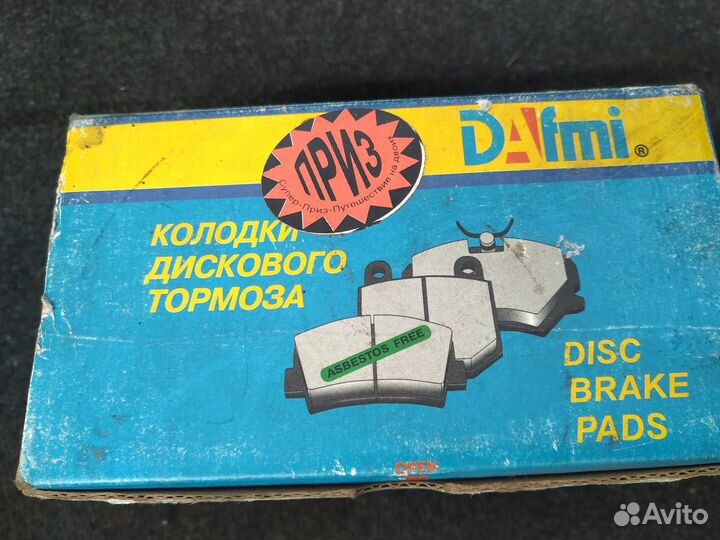 DAfmi®
ПРИЗ
Супер-Приз-Путешествие на двоих
КОЛОДКИ
ДИСКОВОГО
ТОРМОЗА
ASBESTOS FREE
DISC
BRAKE
PADS
OPEN
Avito